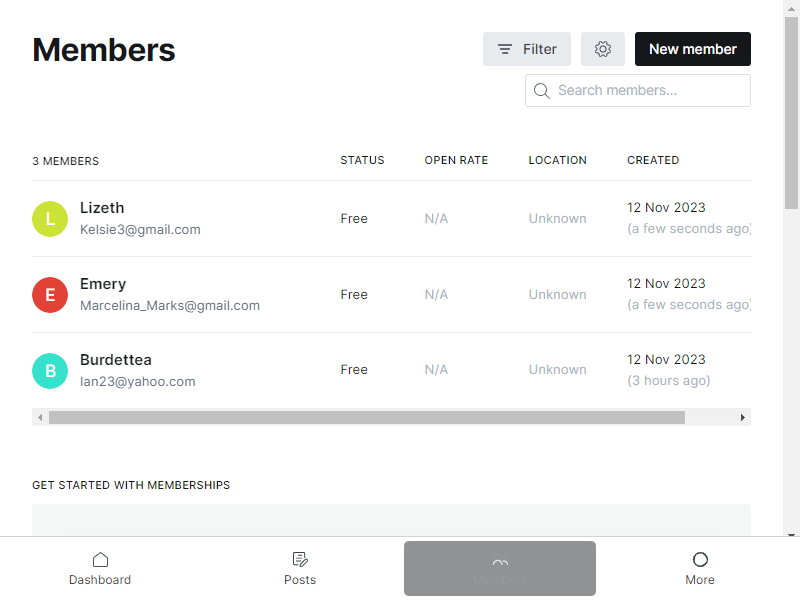 Members
Filter
New member
Search members...
3 MEMBERS STATUS OPEN RATE LOCATION CREATED
L Lizeth Kelsie3@gmail.com Free N/A Unknown 12 Nov 2023 (a few seconds ago)
E Emery Marcelina_Marks@gmail.com Free N/A Unknown 12 Nov 2023 (a few seconds ago)
B Burdettea Ian23@yahoo.com Free N/A Unknown 12 Nov 2023 (3 hours ago)
GET STARTED WITH MEMBERSHIPS
Dashboard Posts Members More